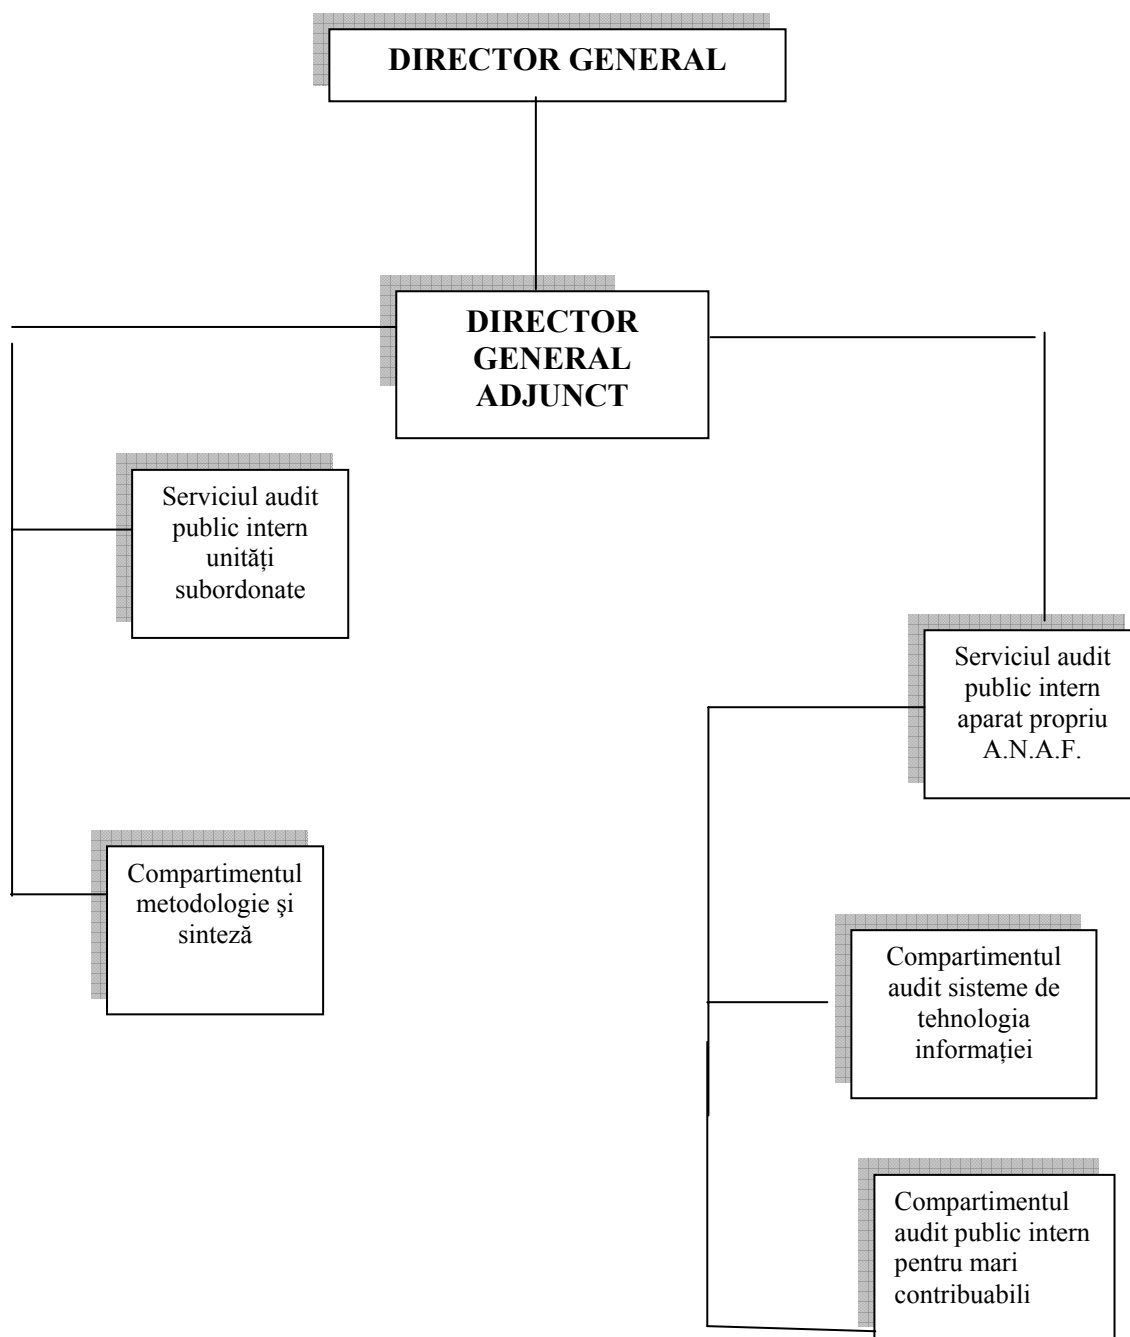 DIRECTOR GENERAL
DIRECTOR
GENERAL
ADJUNCT
Serviciul audit
public intern
unități
subordonate
Serviciul audit
public intern
aparat propriu
A.N.A.F.
Compartimentul
metodologie şi
sinteză
Compartimentul
audit sisteme de
tehnologia
informației
Compartimentul
audit public intern
pentru mari
contribuabili